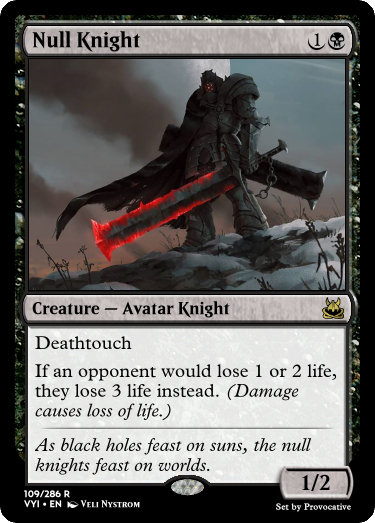 Null Knight
1
Creature — Avatar Knight
Deathtouch
If an opponent would lose 1 or 2 life,
they lose 3 life instead. (Damage
causes loss of life.)
As black holes feast on suns, the null
knights feast on worlds.
1/2
109/286 R
VYI • EN Veli Nystrom
Set by Provocative